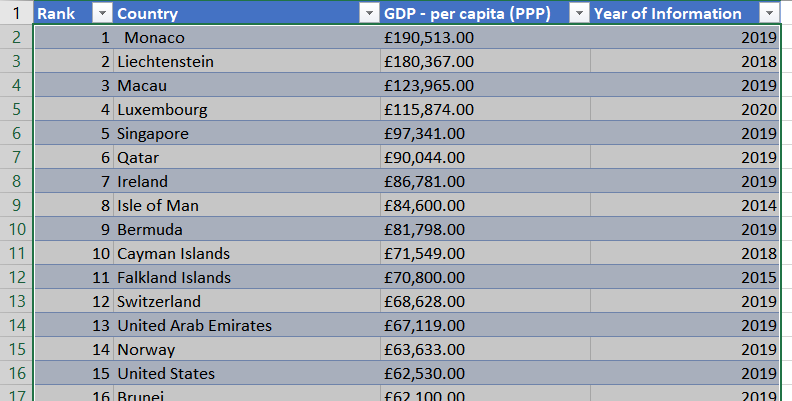 1 Rank Country GDP - per capita (PPP) Year of Information
2 1 Monaco £190,513.00 2019
3 2 Liechtenstein £180,367.00 2018
4 3 Macau £123,965.00 2019
5 4 Luxembourg £115,874.00 2020
6 5 Singapore £97,341.00 2019
7 6 Qatar £90,044.00 2019
8 7 Ireland £86,781.00 2019
9 8 Isle of Man £84,600.00 2014
10 9 Bermuda £81,798.00 2019
11 10 Cayman Islands £71,549.00 2018
12 11 Falkland Islands £70,800.00 2015
13 12 Switzerland £68,628.00 2019
14 13 United Arab Emirates £67,119.00 2019
15 14 Norway £63,633.00 2019
16 15 United States £62,530.00 2019
17 16 Brunei £62,100.00 2019